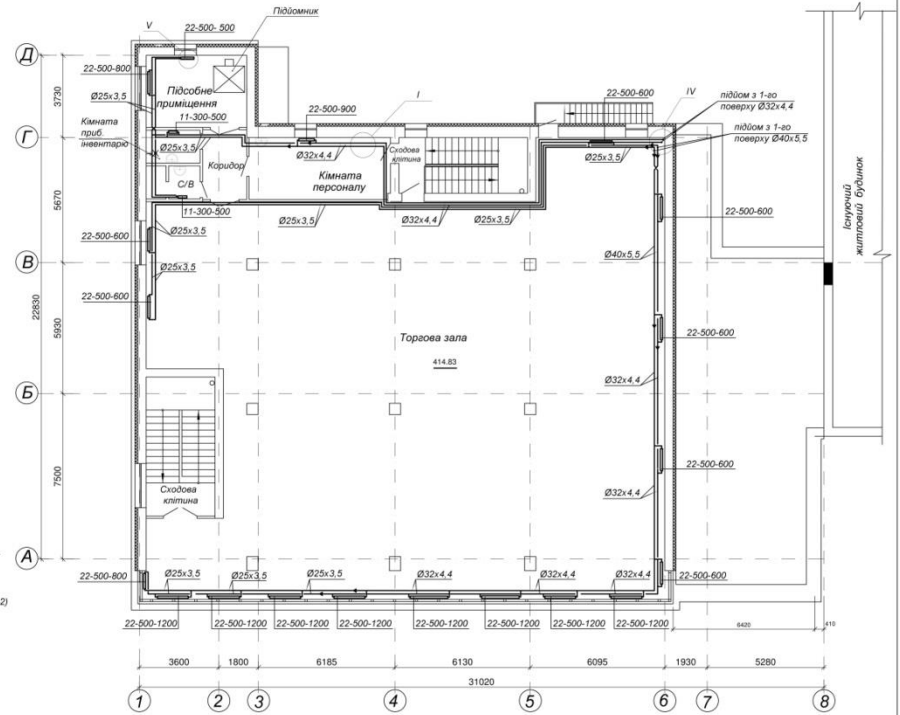 V
22-500- 500
Підйомник
Д
22-500-800
Підсобне
приміщення
22-500-900
I
22-500-600
IV
підйом з 1-го
поверху Ø32x4,4
3730
Ø25x3,5
Кімната
приб.
інвентарю
11-300-500
підйом з 1-го
поверху Ø40x5,5
Г
Ø25x3,5
Ø32x4,4
Сходова
клітина
Ø25x3,5
Коридор
Кімната
персоналу
С/В
5670
11-300-500
Ø25x3,5
Ø32x4,4
Ø25x3,5
22-500-600
Існуючий
житловий будинок
22-500-600
Ø25x3,5
Ø40x5,5
В
Ø25x3,5
22-500-600
22830
5930
Торгова зала
414.83
22-500-600
Ø32x4,4
Б
7500
22-500-600
Ø32x4,4
Сходова
клітина
А
22-500-800
Ø25x3,5
Ø25x3,5
Ø25x3,5
Ø32x4,4
Ø32x4,4
Ø32x4,4
22-500-600
2)
22-500-1200
22-500-1200
22-500-1200
22-500-1200
22-500-1200
22-500-1200
22-500-1200
22-500-1200
6420
410
3600
1800
6185
6130
6095
1930
5280
31020
1
2
3
4
5
6
7
8